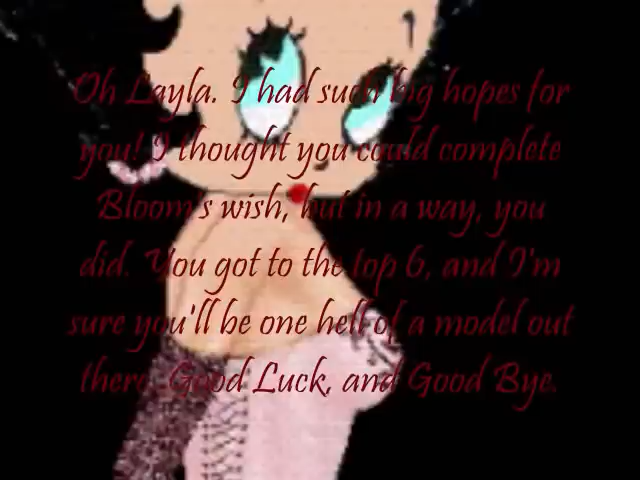 Oh Layla. I had such big hopes for
you! I thought you could complete
Bloom's wish, but in a way, you
did. You got to the top 6, and I'm
sure you'll be one hell of a model out
there. Good Luck, and Good Bye.